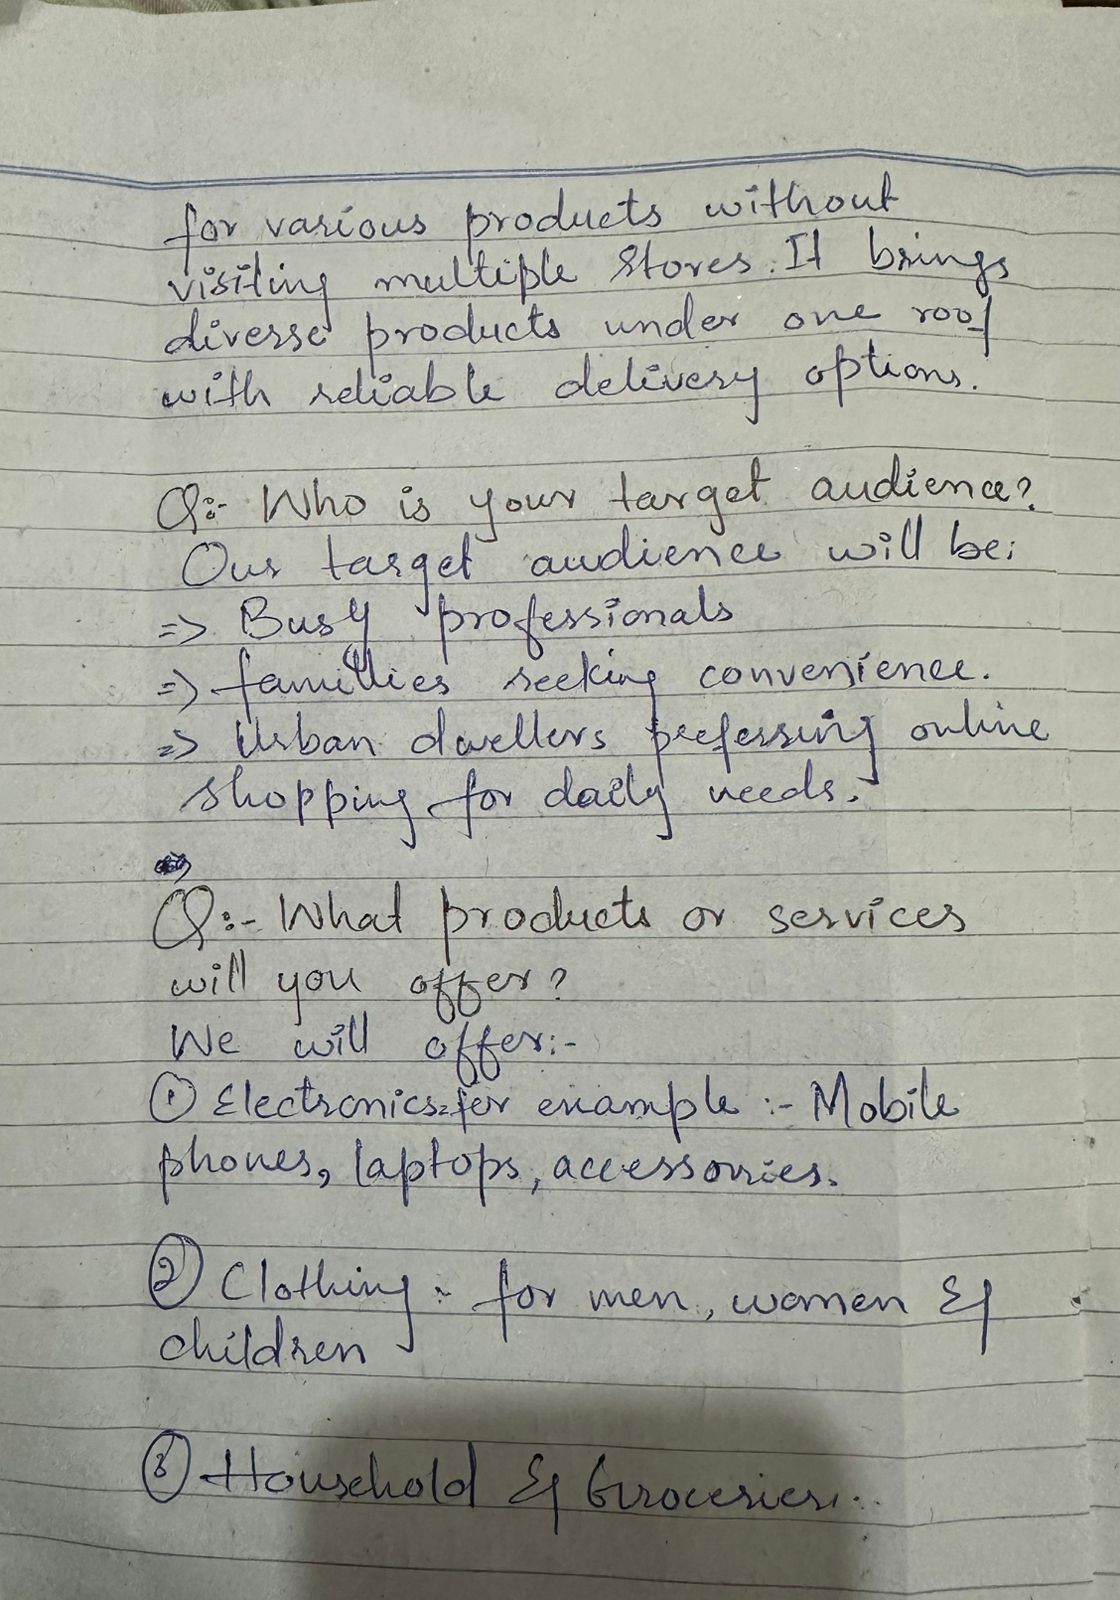 for various products without
visiting multiple stores. It brings
diverse products under one roof
with reliable delivery options.
Q:- Who is your target audience?
Our target audience will be:
=> Busy professionals
=> families seeking convenience.
=> Urban dwellers preferring online
shopping for daily needs.
Q:- What products or services
will you offer?
We will offer:-
① Electronics:for example :- Mobile
phones, laptops, accessories.
② Clothing :- for men, women &
children
③ Household & Groceries.